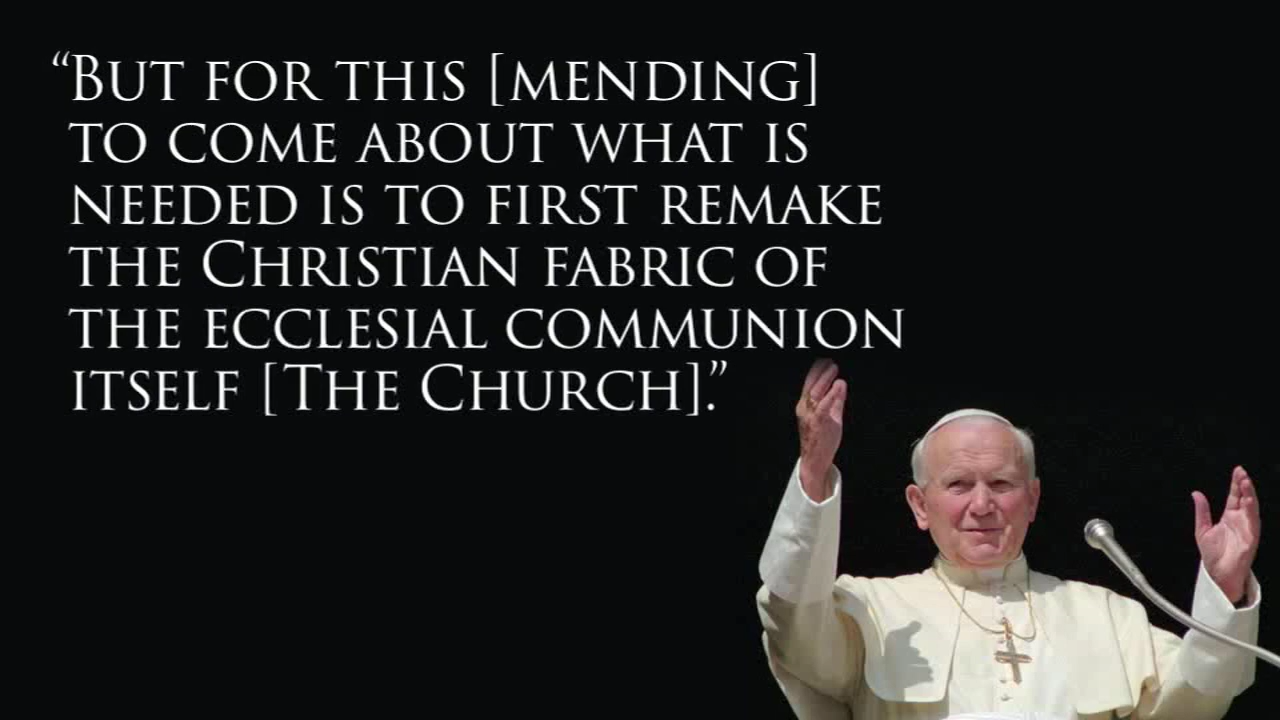 “But for this [mending]
to come about what is
needed is to first remake
the Christian fabric of
the ecclesial communion
itself [The Church].”